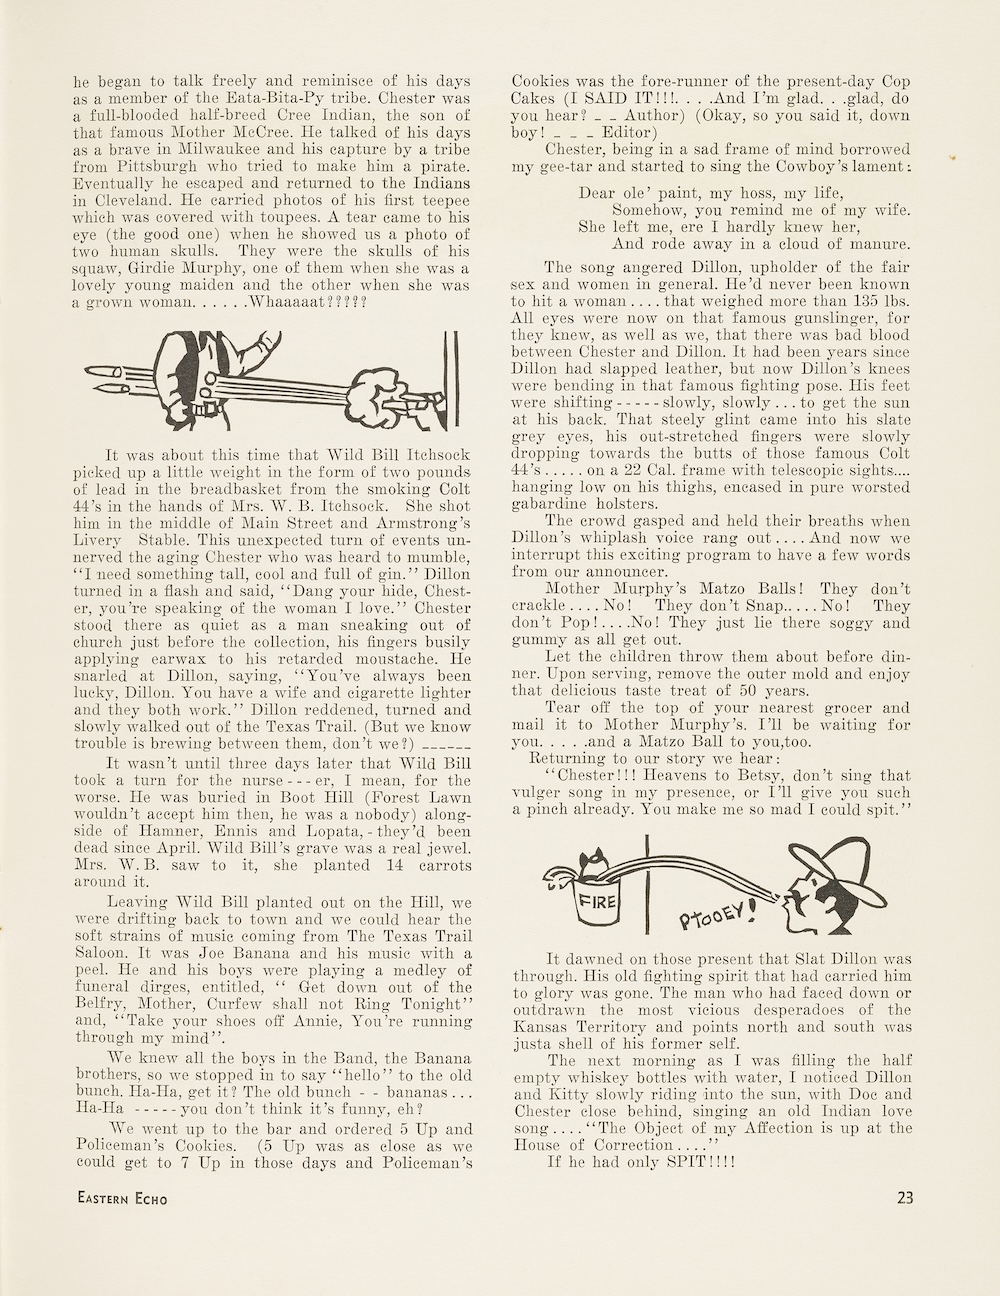 he began to talk freely and reminisce of his days
as a member of the Eata-Bita-Py tribe. Chester was
a full-blooded half-breed Cree Indian, the son of
that famous Mother McCree. He talked of his days
as a brave in Milwaukee and his capture by a tribe
from Pittsburgh who tried to make him a pirate.
Eventually he escaped and returned to the Indians
in Cleveland. He carried photos of his first teepee
which was covered with toupees. A tear came to his
eye (the good one) when he showed us a photo of
two human skulls. They were the skulls of his
squaw, Girdie Murphy, one of them when she was a
lovely young maiden and the other when she was
a grown woman. . . . . .Whaaaaat?????
It was about this time that Wild Bill Itchsock
picked up a little weight in the form of two pounds
of lead in the breadbasket from the smoking Colt
44's in the hands of Mrs. W. B. Itchsock. She shot
him in the middle of Main Street and Armstrong's
Livery Stable. This unexpected turn of events un-
nerved the aging Chester who was heard to mumble,
"I need something tall, cool and full of gin." Dillon
turned in a flash and said, "Dang your hide, Chest-
er, you're speaking of the woman I love." Chester
stood there as quiet as a man sneaking out of
church just before the collection, his fingers busily
applying earwax to his retarded moustache. He
snarled at Dillon, saying, "You've always been
lucky, Dillon. You have a wife and cigarette lighter
and they both work." Dillon reddened, turned and
slowly walked out of the Texas Trail. (But we know
trouble is brewing between them, don't we?) ______
It wasn't until three days later that Wild Bill
took a turn for the nurse - - - er, I mean, for the
worse. He was buried in Boot Hill (Forest Lawn
wouldn't accept him then, he was a nobody) along-
side of Hamner, Ennis and Lopata, - they'd been
dead since April. Wild Bill's grave was a real jewel.
Mrs. W. B. saw to it, she planted 14 carrots
around it.
Leaving Wild Bill planted out on the Hill, we
were drifting back to town and we could hear the
soft strains of music coming from The Texas Trail
Saloon. It was Joe Banana and his music with a
peel. He and his boys were playing a medley of
funeral dirges, entitled, " Get down out of the
Belfry, Mother, Curfew shall not Ring Tonight"
and, "Take your shoes off Annie, You're running
through my mind".
We knew all the boys in the Band, the Banana
brothers, so we stopped in to say "hello" to the old
bunch. Ha-Ha, get it? The old bunch - - bananas . . .
Ha-Ha - - - - - you don't think it's funny, eh?
We went up to the bar and ordered 5 Up and
Policeman's Cookies. (5 Up was as close as we
could get to 7 Up in those days and Policeman's
Cookies was the fore-runner of the present-day Cop
Cakes (I SAID IT!!!. . . .And I'm glad. . .glad, do
you hear? _ _ Author) (Okay, so you said it, down
boy! _ _ _ Editor)
Chester, being in a sad frame of mind borrowed
my gee-tar and started to sing the Cowboy's lament:
Dear ole' paint, my hoss, my life,
Somehow, you remind me of my wife.
She left me, ere I hardly knew her,
And rode away in a cloud of manure.
The song angered Dillon, upholder of the fair
sex and women in general. He'd never been known
to hit a woman . . . . that weighed more than 135 lbs.
All eyes were now on that famous gunslinger, for
they knew, as well as we, that there was bad blood
between Chester and Dillon. It had been years since
Dillon had slapped leather, but now Dillon's knees
were bending in that famous fighting pose. His feet
were shifting - - - - - slowly, slowly . . . to get the sun
at his back. That steely glint came into his slate
grey eyes, his out-stretched fingers were slowly
dropping towards the butts of those famous Colt
44's . . . . . on a 22 Cal. frame with telescopic sights....
hanging low on his thighs, encased in pure worsted
gabardine holsters.
The crowd gasped and held their breaths when
Dillon's whiplash voice rang out . . . . And now we
interrupt this exciting program to have a few words
from our announcer.
Mother Murphy's Matzo Balls! They don't
crackle . . . . No! They don't Snap.. . . . No! They
don't Pop! . . . .No! They just lie there soggy and
gummy as all get out.
Let the children throw them about before din-
ner. Upon serving, remove the outer mold and enjoy
that delicious taste treat of 50 years.
Tear off the top of your nearest grocer and
mail it to Mother Murphy's. I'll be waiting for
you. . . . .and a Matzo Ball to you,too.
Returning to our story we hear:
"Chester!!! Heavens to Betsy, don't sing that
vulger song in my presence, or I'll give you such
a pinch already. You make me so mad I could spit."
FIRE
PTOOEY!
It dawned on those present that Slat Dillon was
through. His old fighting spirit that had carried him
to glory was gone. The man who had faced down or
outdrawn the most vicious desperadoes of the
Kansas Territory and points north and south was
justa shell of his former self.
The next morning as I was filling the half
empty whiskey bottles with water, I noticed Dillon
and Kitty slowly riding into the sun, with Doc and
Chester close behind, singing an old Indian love
song . . . . "The Object of my Affection is up at the
House of Correction . . . ."
If he had only SPIT!!!!
EASTERN ECHO
23